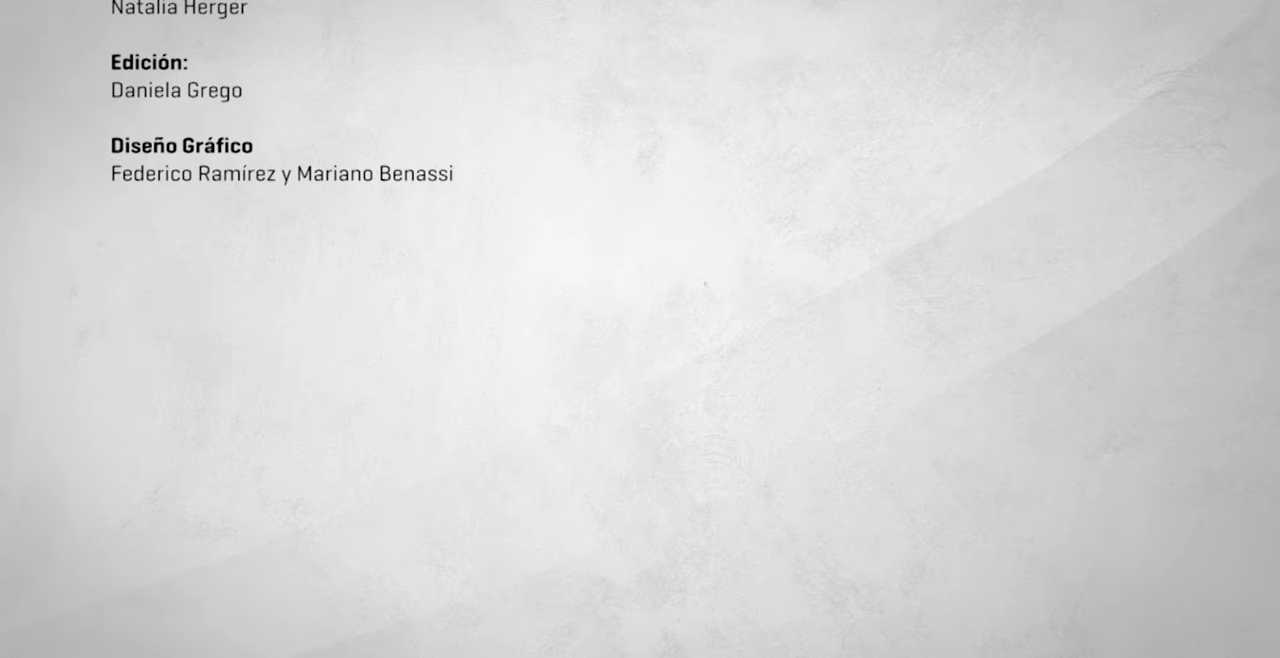 Natalia Herger
Edición:
Daniela Grego
Diseño Gráfico
Federico Ramírez y Mariano Benassi